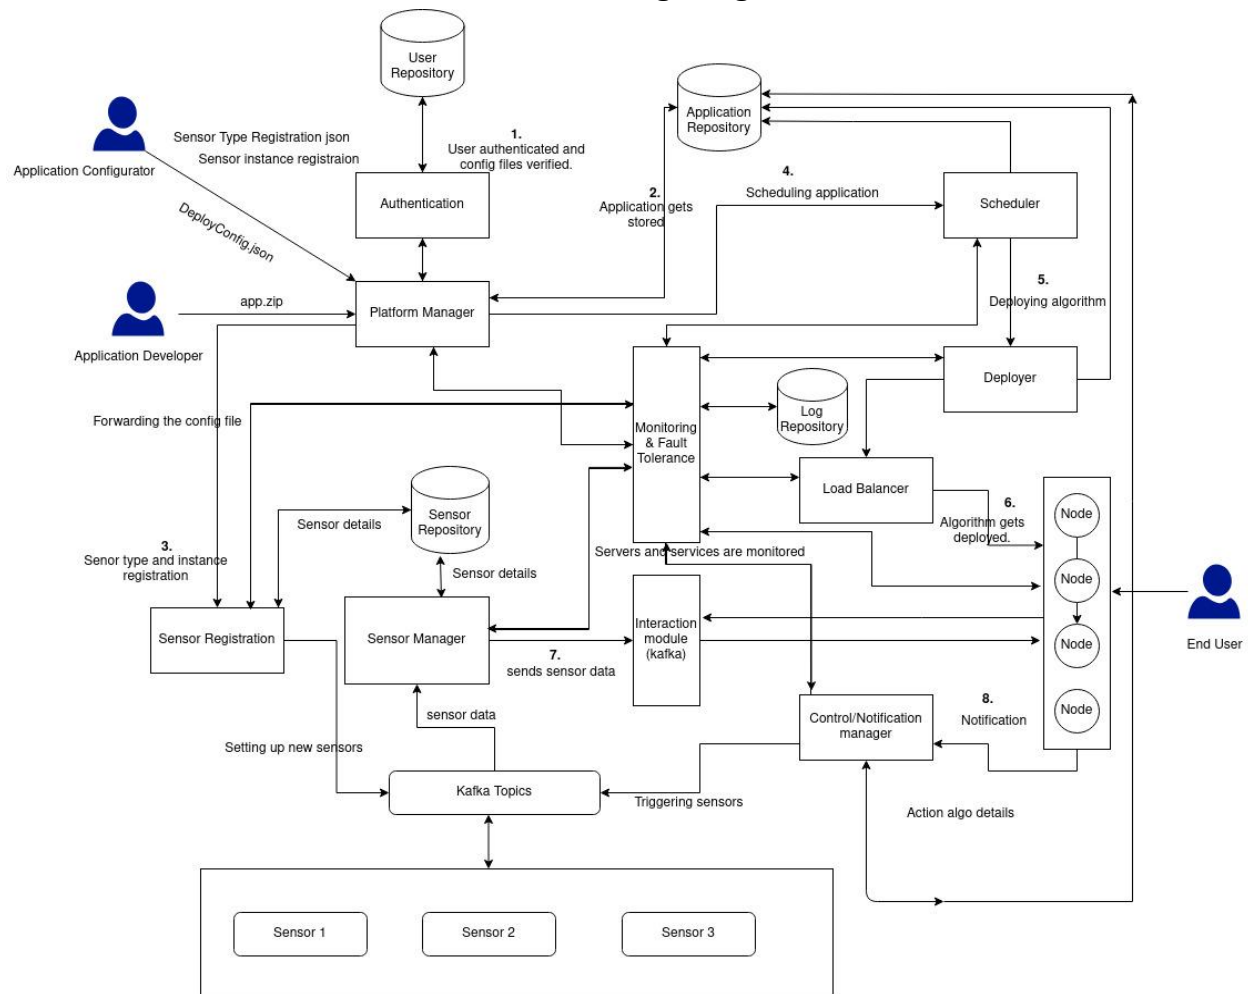 User
Repository
Application
Repository
Sensor Type Registration json
Sensor instance registraion
1.
User authenticated and
config files verified.
Application Configurator
DeployConfig.json
Authentication
2.
Application gets
stored
4.
Scheduling application
Scheduler
5.
Deploying algorithm
app.zip
Platform Manager
Application Developer
Deployer
Forwarding the config file
Monitoring
& Fault
Tolerance
Log
Repository
Load Balancer
6.
Algorithm gets
deployed.
Node
Node
Node
Node
Sensor details
Sensor
Repository
3.
Senor type and instance
registration
Sensor details
Servers and services are monitored
Sensor Registration
Sensor Manager
7.
sends sensor data
Interaction
module
(kafka)
End User
8.
Notification
Control/Notification
manager
sensor data
Setting up new sensors
Kafka Topics
Triggering sensors
Action algo details
Sensor 1
Sensor 2
Sensor 3